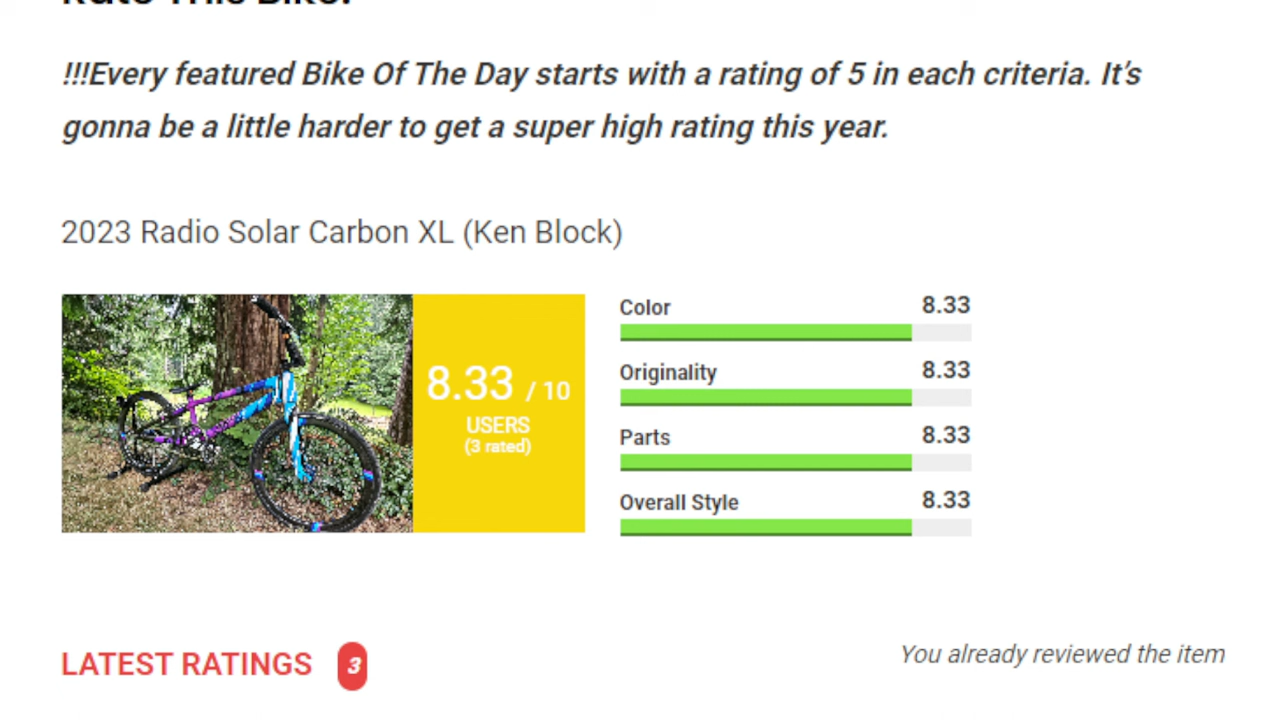 Rate This Bike!
!!!Every featured Bike Of The Day starts with a rating of 5 in each criteria. It's
gonna be a little harder to get a super high rating this year.
2023 Radio Solar Carbon XL (Ken Block)
8.33 / 10
USERS
(3 rated)
Color 8.33
Originality 8.33
Parts 8.33
Overall Style 8.33
LATEST RATINGS 3
You already reviewed the item